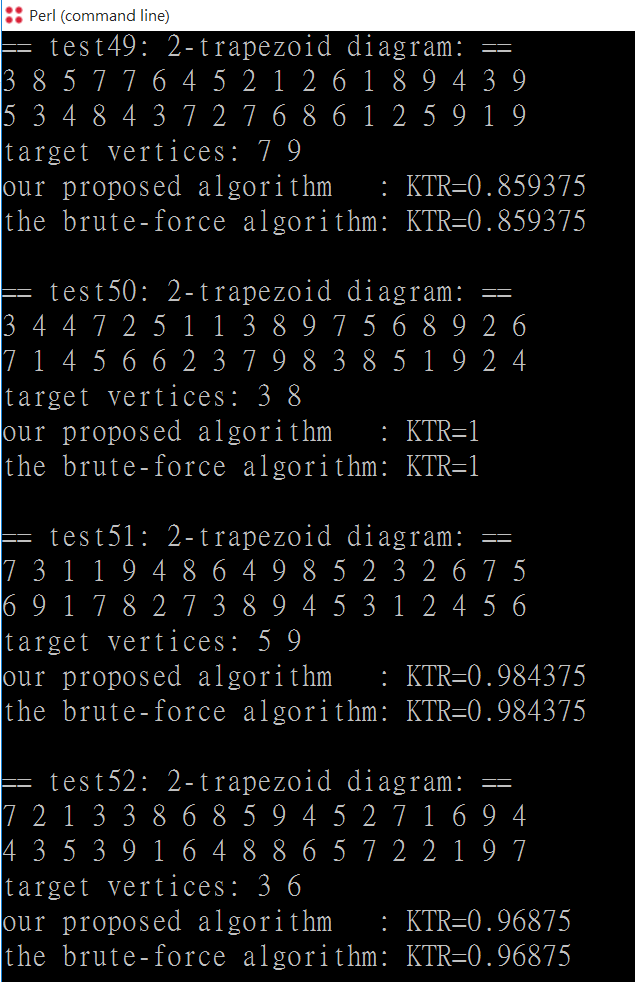 Perl (command line)
== test49: 2-trapezoid diagram: ==
3 8 5 7 7 6 4 5 2 1 2 6 1 8 9 4 3 9
5 3 4 8 4 3 7 2 7 6 8 6 1 2 5 9 1 9
target vertices: 7 9
our proposed algorithm   : KTR=0.859375
the brute-force algorithm: KTR=0.859375
== test50: 2-trapezoid diagram: ==
3 4 4 7 2 5 1 1 3 8 9 7 5 6 8 9 2 6
7 1 4 5 6 6 2 3 7 9 8 3 8 5 1 9 2 4
target vertices: 3 8
our proposed algorithm   : KTR=1
the brute-force algorithm: KTR=1
== test51: 2-trapezoid diagram: ==
7 3 1 1 9 4 8 6 4 9 8 5 2 3 2 6 7 5
6 9 1 7 8 2 7 3 8 9 4 5 3 1 2 4 5 6
target vertices: 5 9
our proposed algorithm   : KTR=0.984375
the brute-force algorithm: KTR=0.984375
== test52: 2-trapezoid diagram: ==
7 2 1 3 3 8 6 8 5 9 4 5 2 7 1 6 9 4
4 3 5 3 9 1 6 4 8 8 6 5 7 2 2 1 9 7
target vertices: 3 6
our proposed algorithm   : KTR=0.96875
the brute-force algorithm: KTR=0.96875